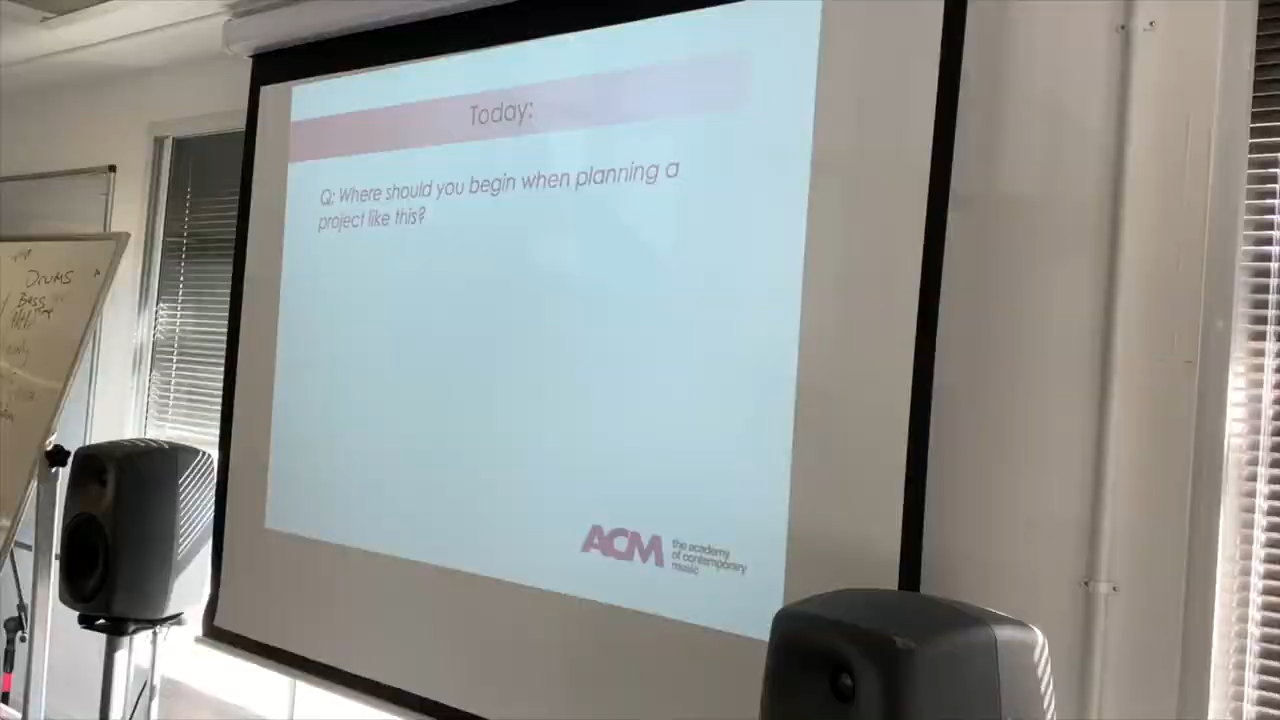 Today:
Q: Where should you begin when planning a
project like this?
ACM
the academy
of contemporary
music
Drums
Bass